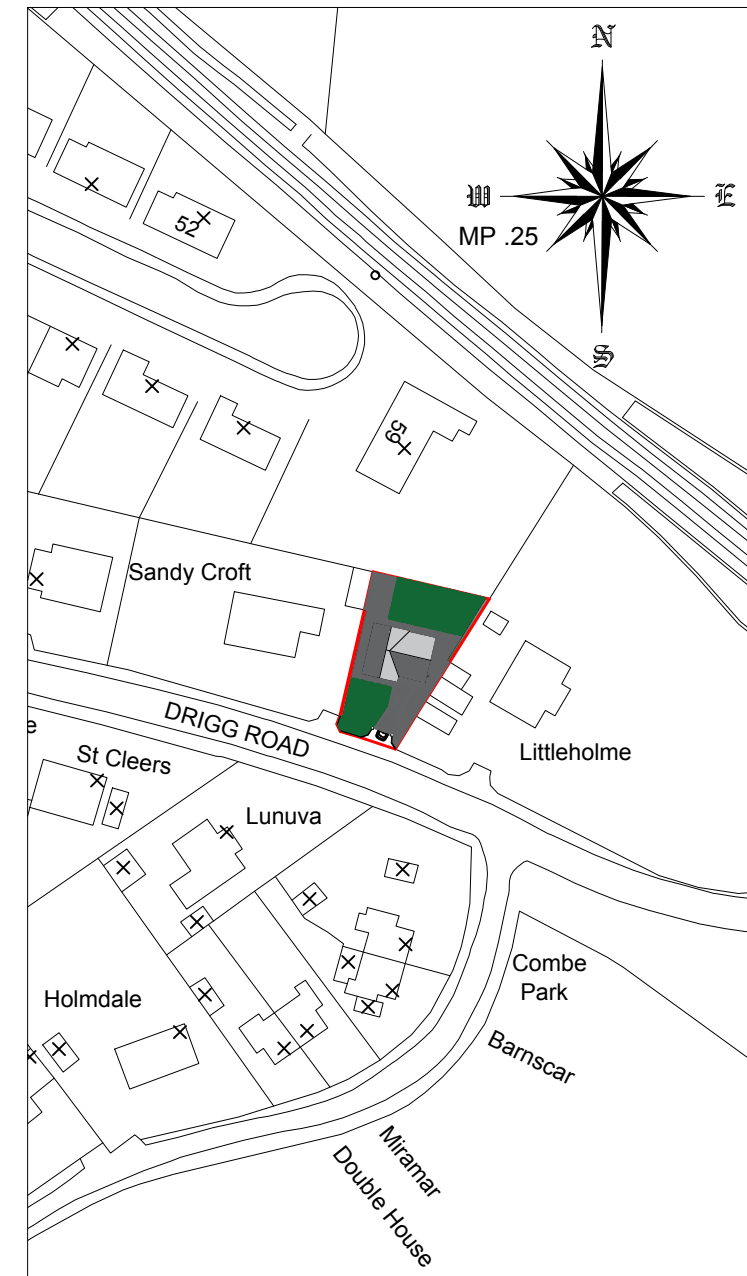 N
W
E
MP .25
S
52
59
Sandy Croft
DRIGG ROAD
e
St Cleers
Littleholme
Lunuva
Combe
Park
Holmdale
Barnscar
Miramar
Double House